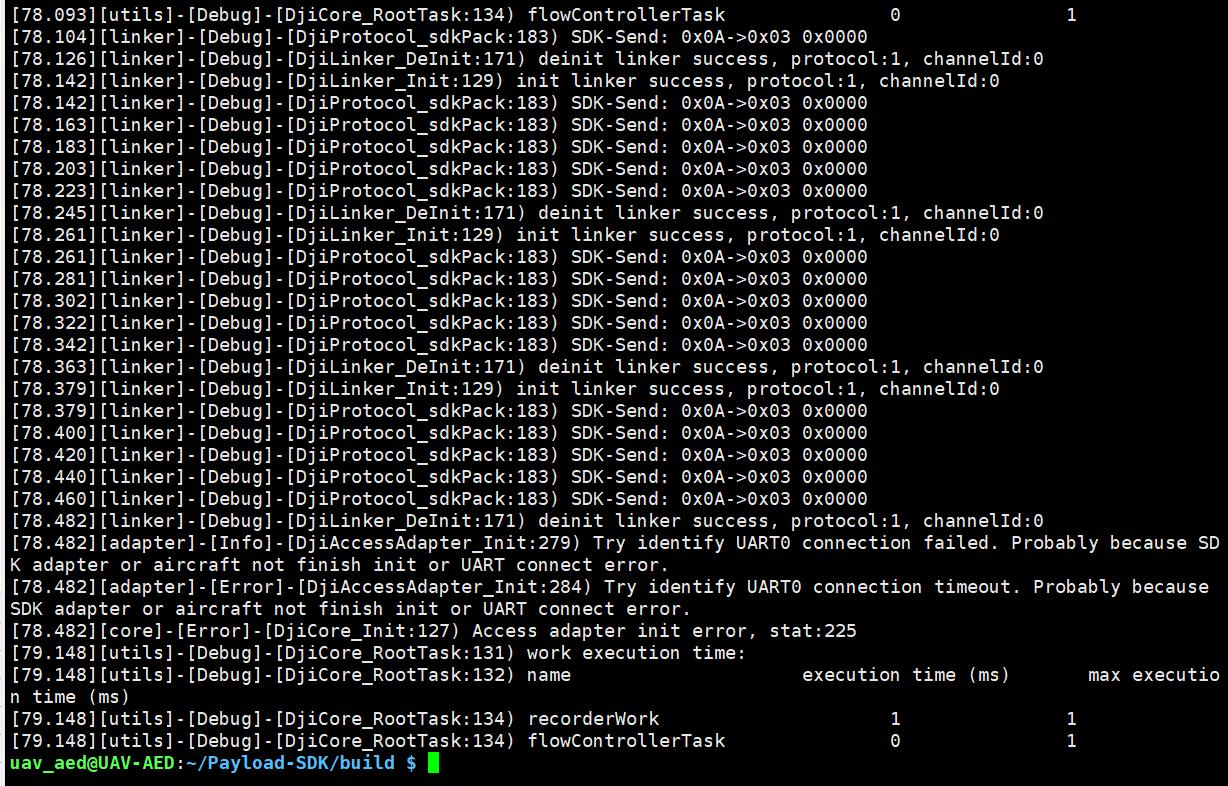 [78.093][utils]-[Debug]-[DjiCore_RootTask:134) flowControllerTask 0 1
[78.104][linker]-[Debug]-[DjiProtocol_sdkPack:183) SDK-Send: 0x0A->0x03 0x0000
[78.126][linker]-[Debug]-[DjiLinker_DeInit:171) deinit linker success, protocol:1, channelId:0
[78.142][linker]-[Debug]-[DjiLinker_Init:129) init linker success, protocol:1, channelId:0
[78.142][linker]-[Debug]-[DjiProtocol_sdkPack:183) SDK-Send: 0x0A->0x03 0x0000
[78.163][linker]-[Debug]-[DjiProtocol_sdkPack:183) SDK-Send: 0x0A->0x03 0x0000
[78.183][linker]-[Debug]-[DjiProtocol_sdkPack:183) SDK-Send: 0x0A->0x03 0x0000
[78.203][linker]-[Debug]-[DjiProtocol_sdkPack:183) SDK-Send: 0x0A->0x03 0x0000
[78.223][linker]-[Debug]-[DjiProtocol_sdkPack:183) SDK-Send: 0x0A->0x03 0x0000
[78.245][linker]-[Debug]-[DjiLinker_DeInit:171) deinit linker success, protocol:1, channelId:0
[78.261][linker]-[Debug]-[DjiLinker_Init:129) init linker success, protocol:1, channelId:0
[78.261][linker]-[Debug]-[DjiProtocol_sdkPack:183) SDK-Send: 0x0A->0x03 0x0000
[78.281][linker]-[Debug]-[DjiProtocol_sdkPack:183) SDK-Send: 0x0A->0x03 0x0000
[78.302][linker]-[Debug]-[DjiProtocol_sdkPack:183) SDK-Send: 0x0A->0x03 0x0000
[78.322][linker]-[Debug]-[DjiProtocol_sdkPack:183) SDK-Send: 0x0A->0x03 0x0000
[78.342][linker]-[Debug]-[DjiProtocol_sdkPack:183) SDK-Send: 0x0A->0x03 0x0000
[78.363][linker]-[Debug]-[DjiLinker_DeInit:171) deinit linker success, protocol:1, channelId:0
[78.379][linker]-[Debug]-[DjiLinker_Init:129) init linker success, protocol:1, channelId:0
[78.379][linker]-[Debug]-[DjiProtocol_sdkPack:183) SDK-Send: 0x0A->0x03 0x0000
[78.400][linker]-[Debug]-[DjiProtocol_sdkPack:183) SDK-Send: 0x0A->0x03 0x0000
[78.420][linker]-[Debug]-[DjiProtocol_sdkPack:183) SDK-Send: 0x0A->0x03 0x0000
[78.440][linker]-[Debug]-[DjiProtocol_sdkPack:183) SDK-Send: 0x0A->0x03 0x0000
[78.460][linker]-[Debug]-[DjiProtocol_sdkPack:183) SDK-Send: 0x0A->0x03 0x0000
[78.482][linker]-[Debug]-[DjiLinker_DeInit:171) deinit linker success, protocol:1, channelId:0
[78.482][adapter]-[Info]-[DjiAccessAdapter_Init:279) Try identify UART0 connection failed. Probably because SD
K adapter or aircraft not finish init or UART connect error.
[78.482][adapter]-[Error]-[DjiAccessAdapter_Init:284) Try identify UART0 connection timeout. Probably because
SDK adapter or aircraft not finish init or UART connect error.
[78.482][core]-[Error]-[DjiCore_Init:127) Access adapter init error, stat:225
[79.148][utils]-[Debug]-[DjiCore_RootTask:131) work execution time:
[79.148][utils]-[Debug]-[DjiCore_RootTask:132) name execution time (ms) max executio
n time (ms)
[79.148][utils]-[Debug]-[DjiCore_RootTask:134) recorderWork 1 1
[79.148][utils]-[Debug]-[DjiCore_RootTask:134) flowControllerTask 0 1
uav_aed@UAV-AED:~/Payload-SDK/build $